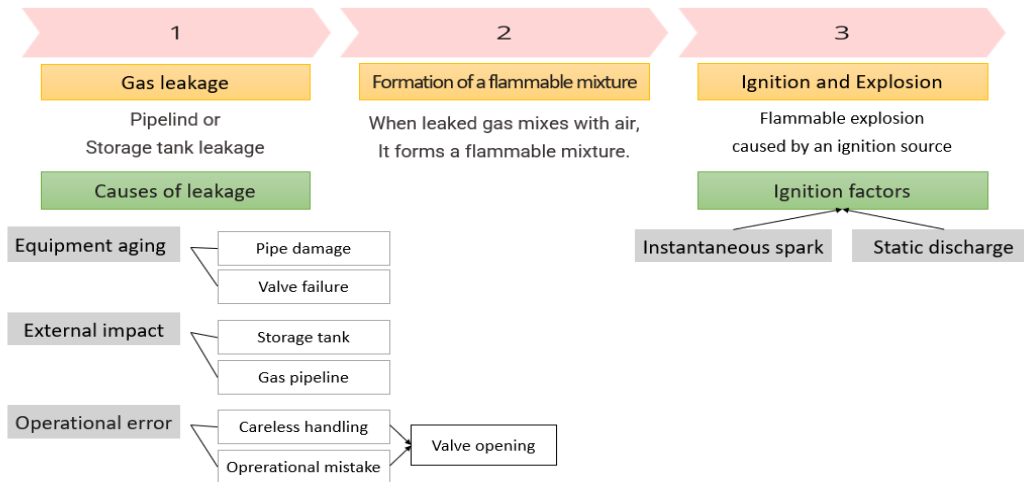 1
2
3
Gas leakage
Formation of a flammable mixture
Ignition and Explosion
Pipelind or
Storage tank leakage
When leaked gas mixes with air,
It forms a flammable mixture.
Flammable explosion
caused by an ignition source
Causes of leakage
Ignition factors
Equipment aging
Pipe damage
Valve failure
Instantaneous spark
Static discharge
External impact
Storage tank
Gas pipeline
Operational error
Careless handling
Oprerational mistake
Valve opening